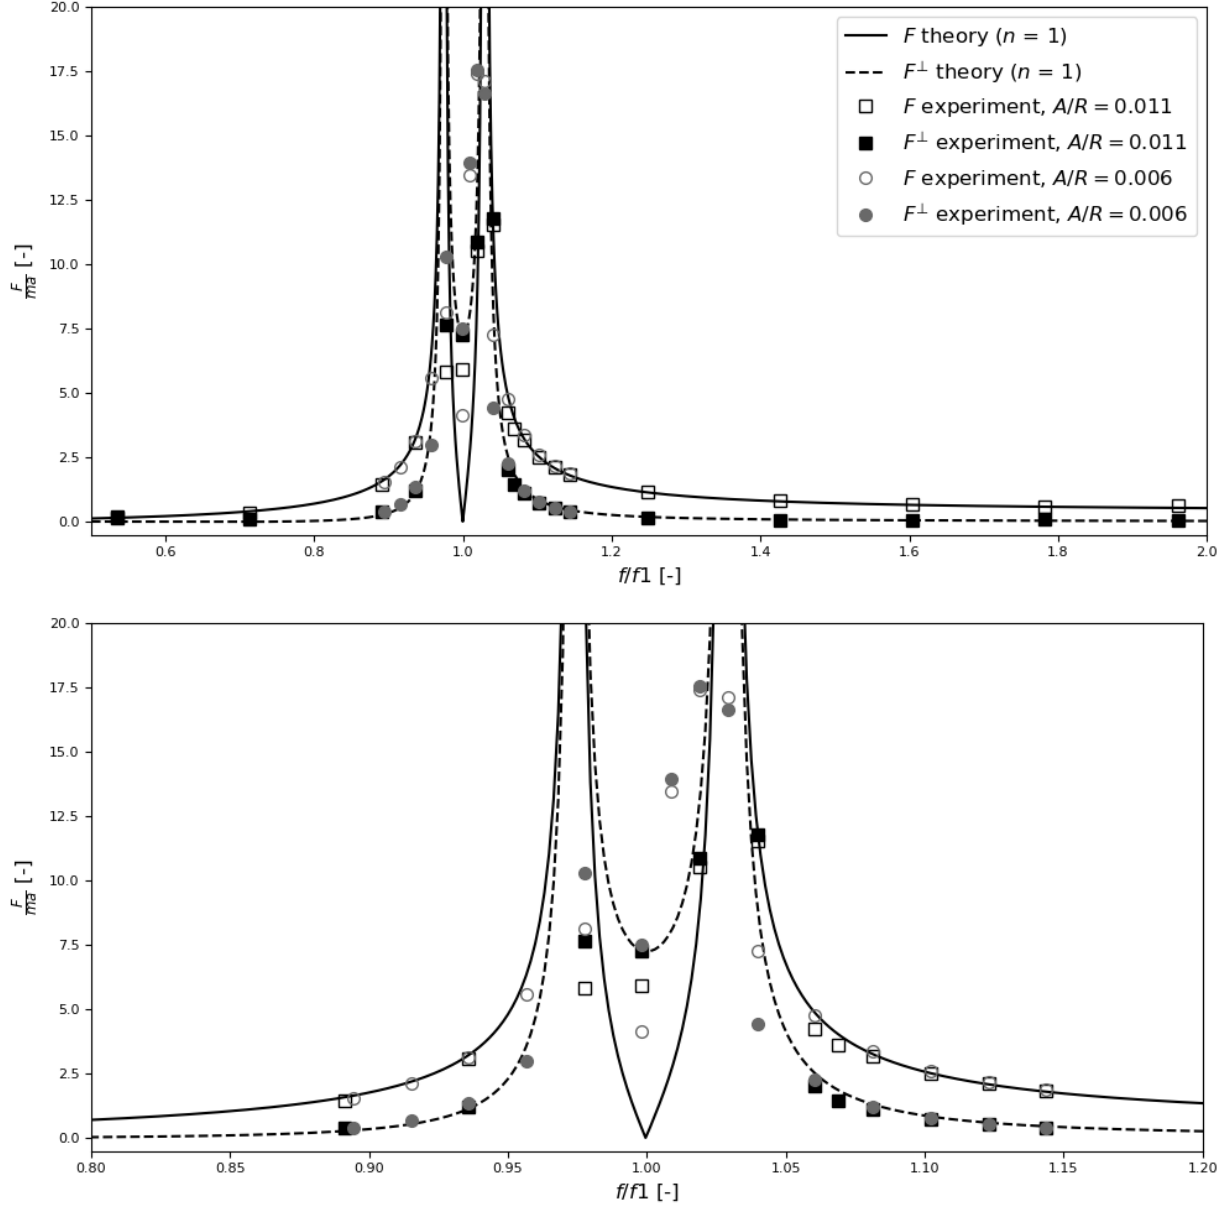 20.0
17.5
15.0
12.5
10.0
7.5
5.0
2.5
0.0
F/ma [-]
0.6 0.8 1.0 1.2 1.4 1.6 1.8 2.0
f/f1 [-]
F theory (n = 1)
F⊥ theory (n = 1)
F experiment, A/R = 0.011
F⊥ experiment, A/R = 0.011
F experiment, A/R = 0.006
F⊥ experiment, A/R = 0.006
20.0
17.5
15.0
12.5
10.0
7.5
5.0
2.5
0.0
F/ma [-]
0.80 0.85 0.90 0.95 1.00 1.05 1.10 1.15 1.20
f/f1 [-]